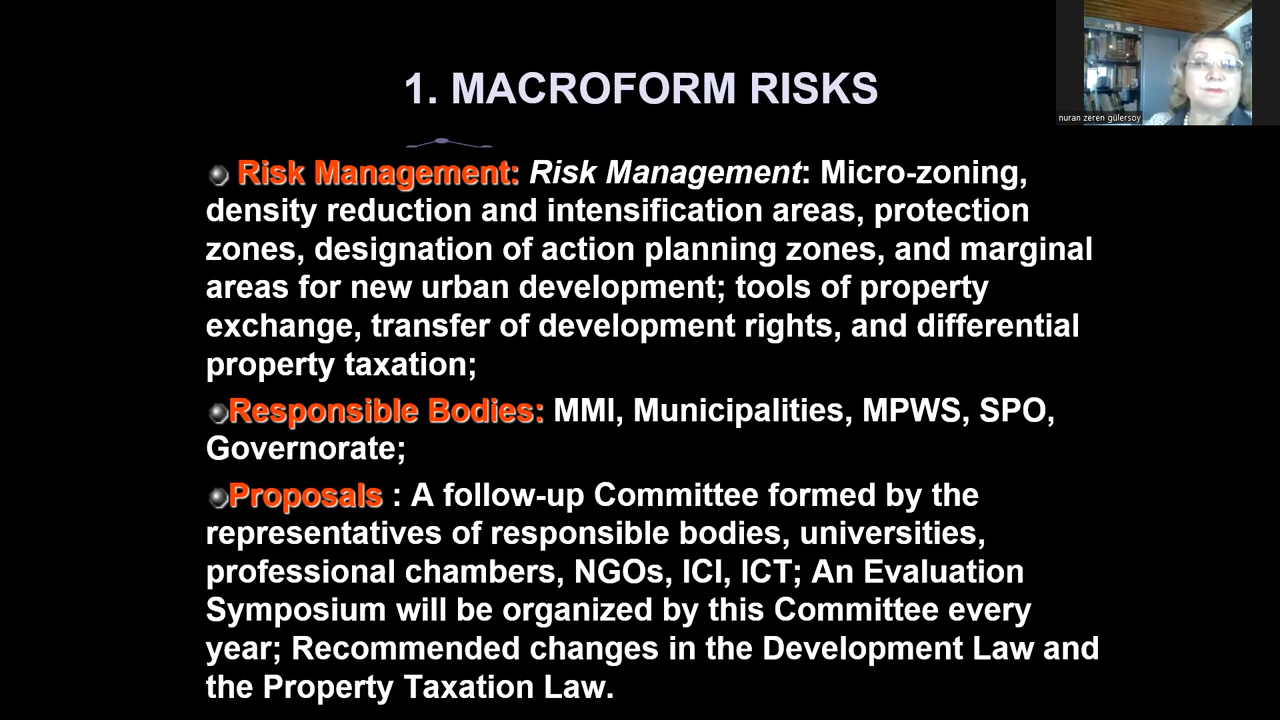 1. MACROFORM RISKS
nuran zeren gülersoy
Risk Management: Risk Management: Micro-zoning,
density reduction and intensification areas, protection
zones, designation of action planning zones, and marginal
areas for new urban development; tools of property
exchange, transfer of development rights, and differential
property taxation;
Responsible Bodies: MMI, Municipalities, MPWS, SPO,
Governorate;
Proposals : A follow-up Committee formed by the
representatives of responsible bodies, universities,
professional chambers, NGOs, ICI, ICT; An Evaluation
Symposium will be organized by this Committee every
year; Recommended changes in the Development Law and
the Property Taxation Law.